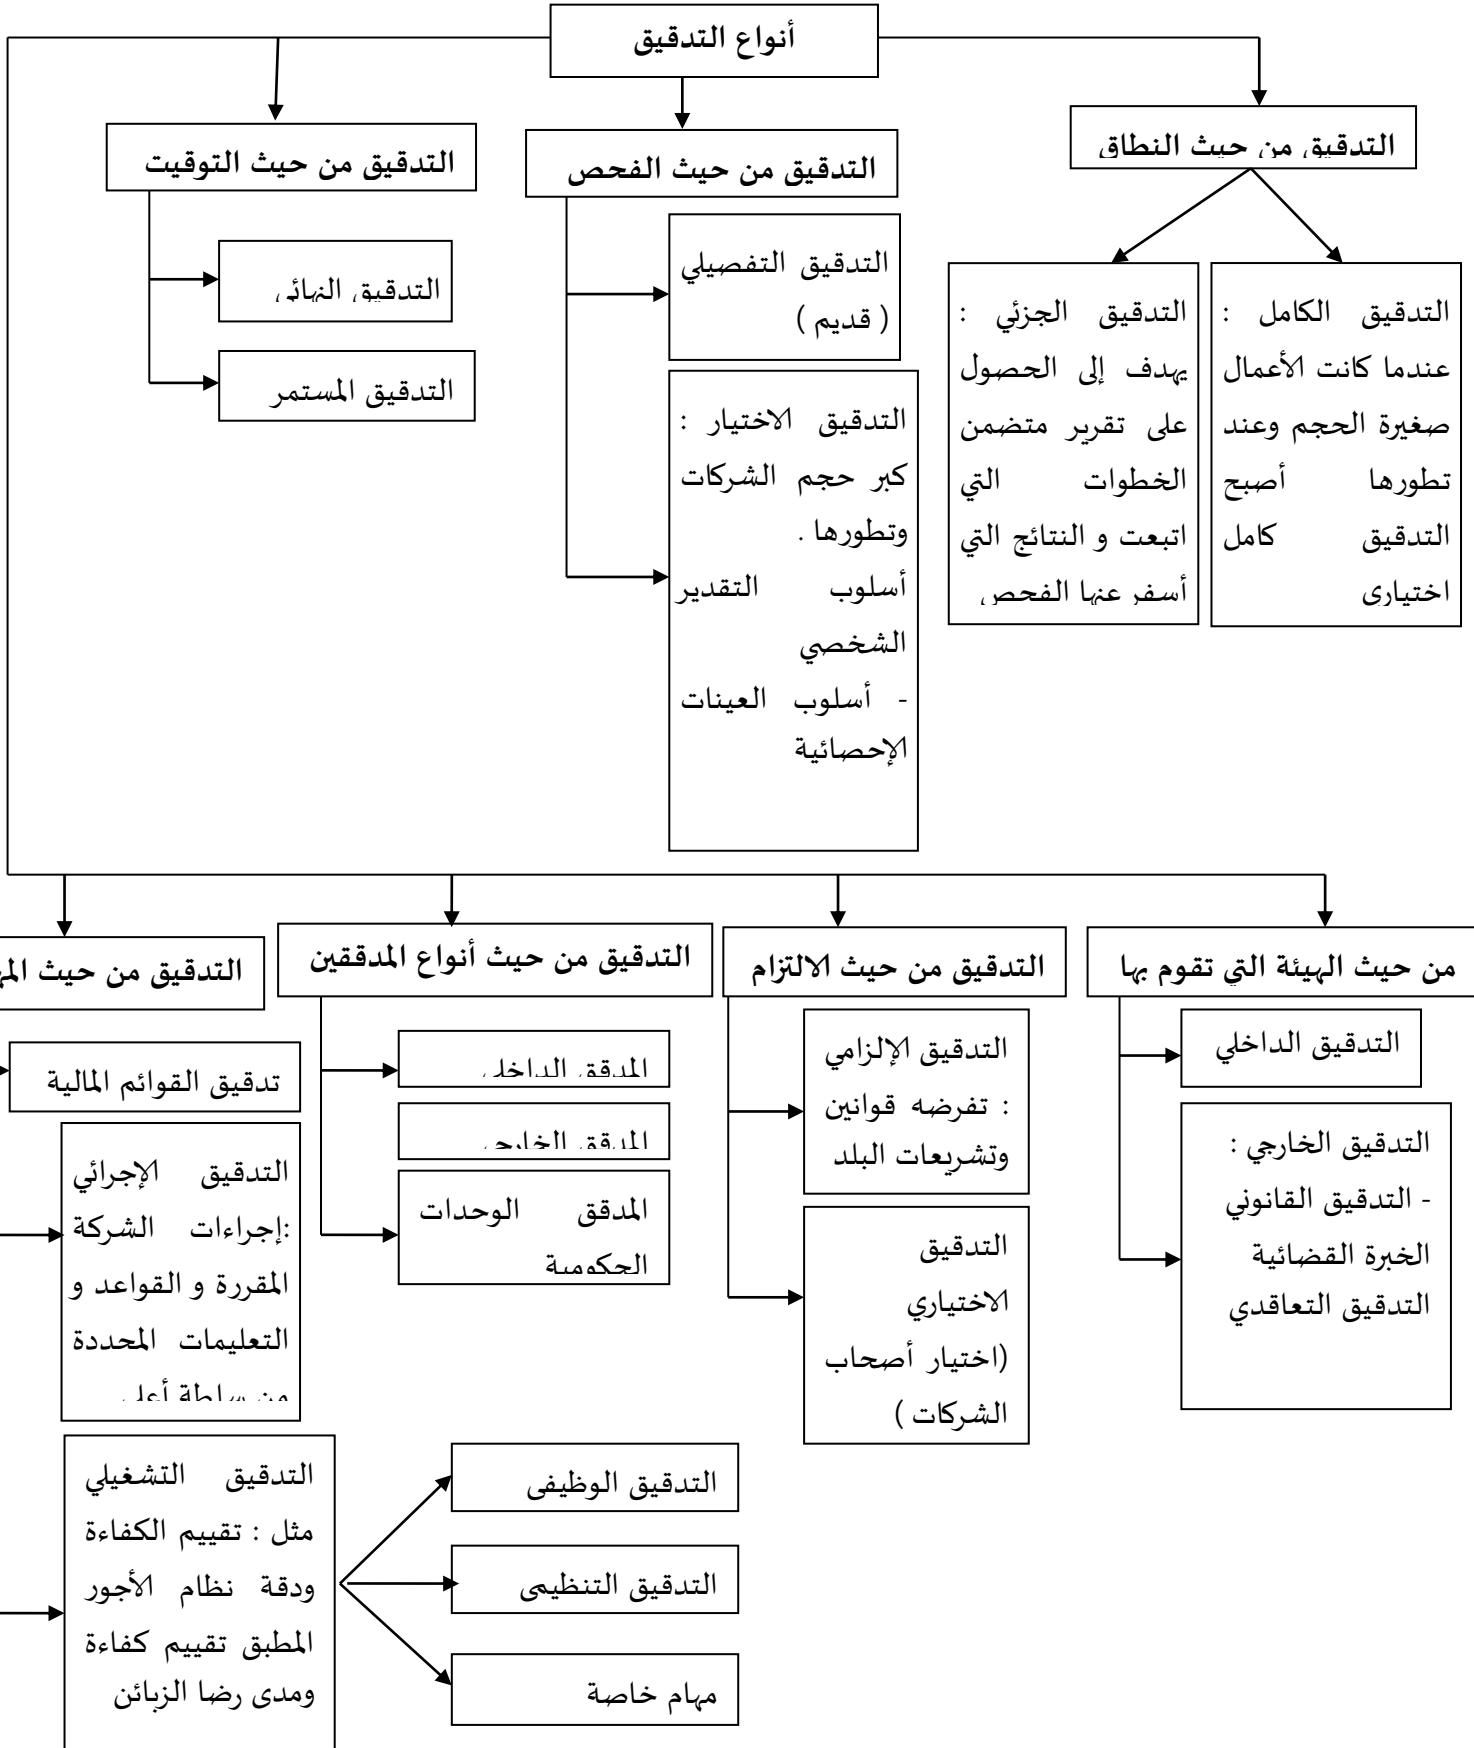 أنواع التدقيق
التدقيق من حيث النطاق
التدقيق من حيث الفحص
التدقيق من حيث التوقيت
التدقيق الكامل :
عندما كانت الأعمال
صغيرة الحجم وعند
تطورها أصبح
التدقيق كامل
اختياري
التدقيق الجزئي :
يهدف إلى الحصول
على تقرير متضمن
الخطوات التي
اتبعت و النتائج التي
أسفر عنها الفحص
التدقيق التفصيلي
( قديم )
التدقيق الاختيار :
كبر حجم الشركات
وتطورها .
أسلوب التقدير
الشخصي
- أسلوب العينات
الإحصائية
التدقيق النهائي
التدقيق المستمر
من حيث الهيئة التي تقوم بها
التدقيق من حيث الالتزام
التدقيق من حيث أنواع المدققين
التدقيق من حيث
التدقيق الداخلي
التدقيق الخارجي :
- التدقيق القانوني
الخبرة القضائية
التدقيق التعاقدي
التدقيق الإلزامي
: تفرضه قوانين
وتشريعات البلد
التدقيق
الاختياري
(اختيار أصحاب
الشركات )
المدقق الداخلي
المدقق الخارجي
المدقق الوحدات
الحكومية
تدقيق القوائم المالية
التدقيق الإجرائي
:إجراءات الشركة
المقررة و القواعد و
التعليمات المحددة
من سلطة أعلى
التدقيق التشغيلي
مثل : تقييم الكفاءة
ودقة نظام الأجور
المطبق تقييم كفاءة
ومدى رضا الزبائن
التدقيق الوظيفي
التدقيق التنظيمي
مهام خاصة